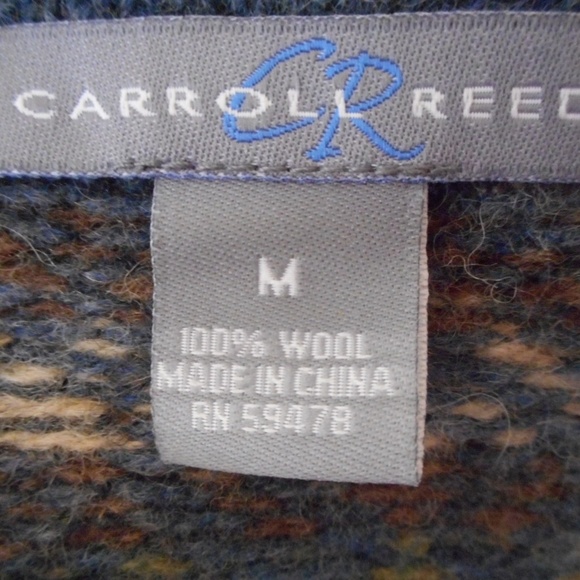 CARROLL REED
CR
M
100% WOOL
MADE IN CHINA
RN 59478